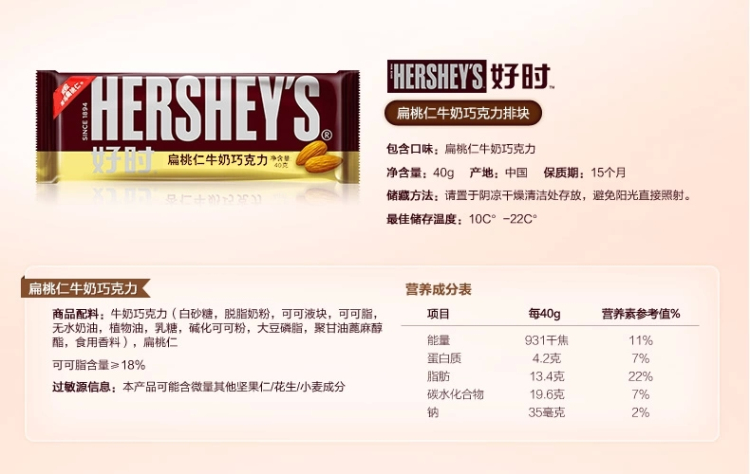 SINCE 1894
HERSHEY'S®
好时™
扁桃仁牛奶巧克力
净含量
40克
HERSHEY'S 好时™
扁桃仁牛奶巧克力排块
包含口味：扁桃仁牛奶巧克力
净含量：40g 产地：中国 保质期：15个月
储藏方法：请置于阴凉干燥清洁处存放，避免阳光直接照射。
最佳储存温度：10C° -22C°
扁桃仁牛奶巧克力
商品配料：牛奶巧克力（白砂糖，脱脂奶粉，可可液块，可可脂，
无水奶油，植物油，乳糖，碱化可可粉，大豆磷脂，聚甘油蓖麻醇
酯，食用香料），扁桃仁
可可脂含量≥18%
过敏源信息：本产品可能含微量其他坚果仁/花生/小麦成分
营养成分表
项目 每40g 营养素参考值%
能量 931千焦 11%
蛋白质 4.2克 7%
脂肪 13.4克 22%
碳水化合物 19.6克 7%
钠 35毫克 2%